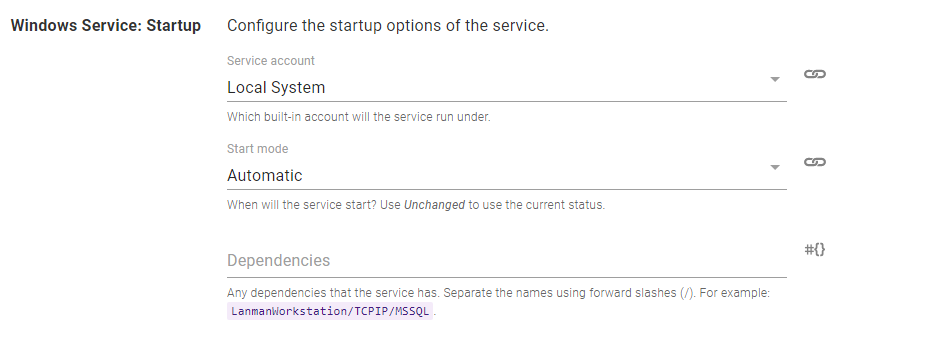 Windows Service: Startup Configure the startup options of the service.
Service account
Local System
Which built-in account will the service run under.
Start mode
Automatic
When will the service start? Use Unchanged to use the current status.
Dependencies #{}
Any dependencies that the service has. Separate the names using forward slashes (/). For example:
LanmanWorkstation/TCPIP/MSSQL.